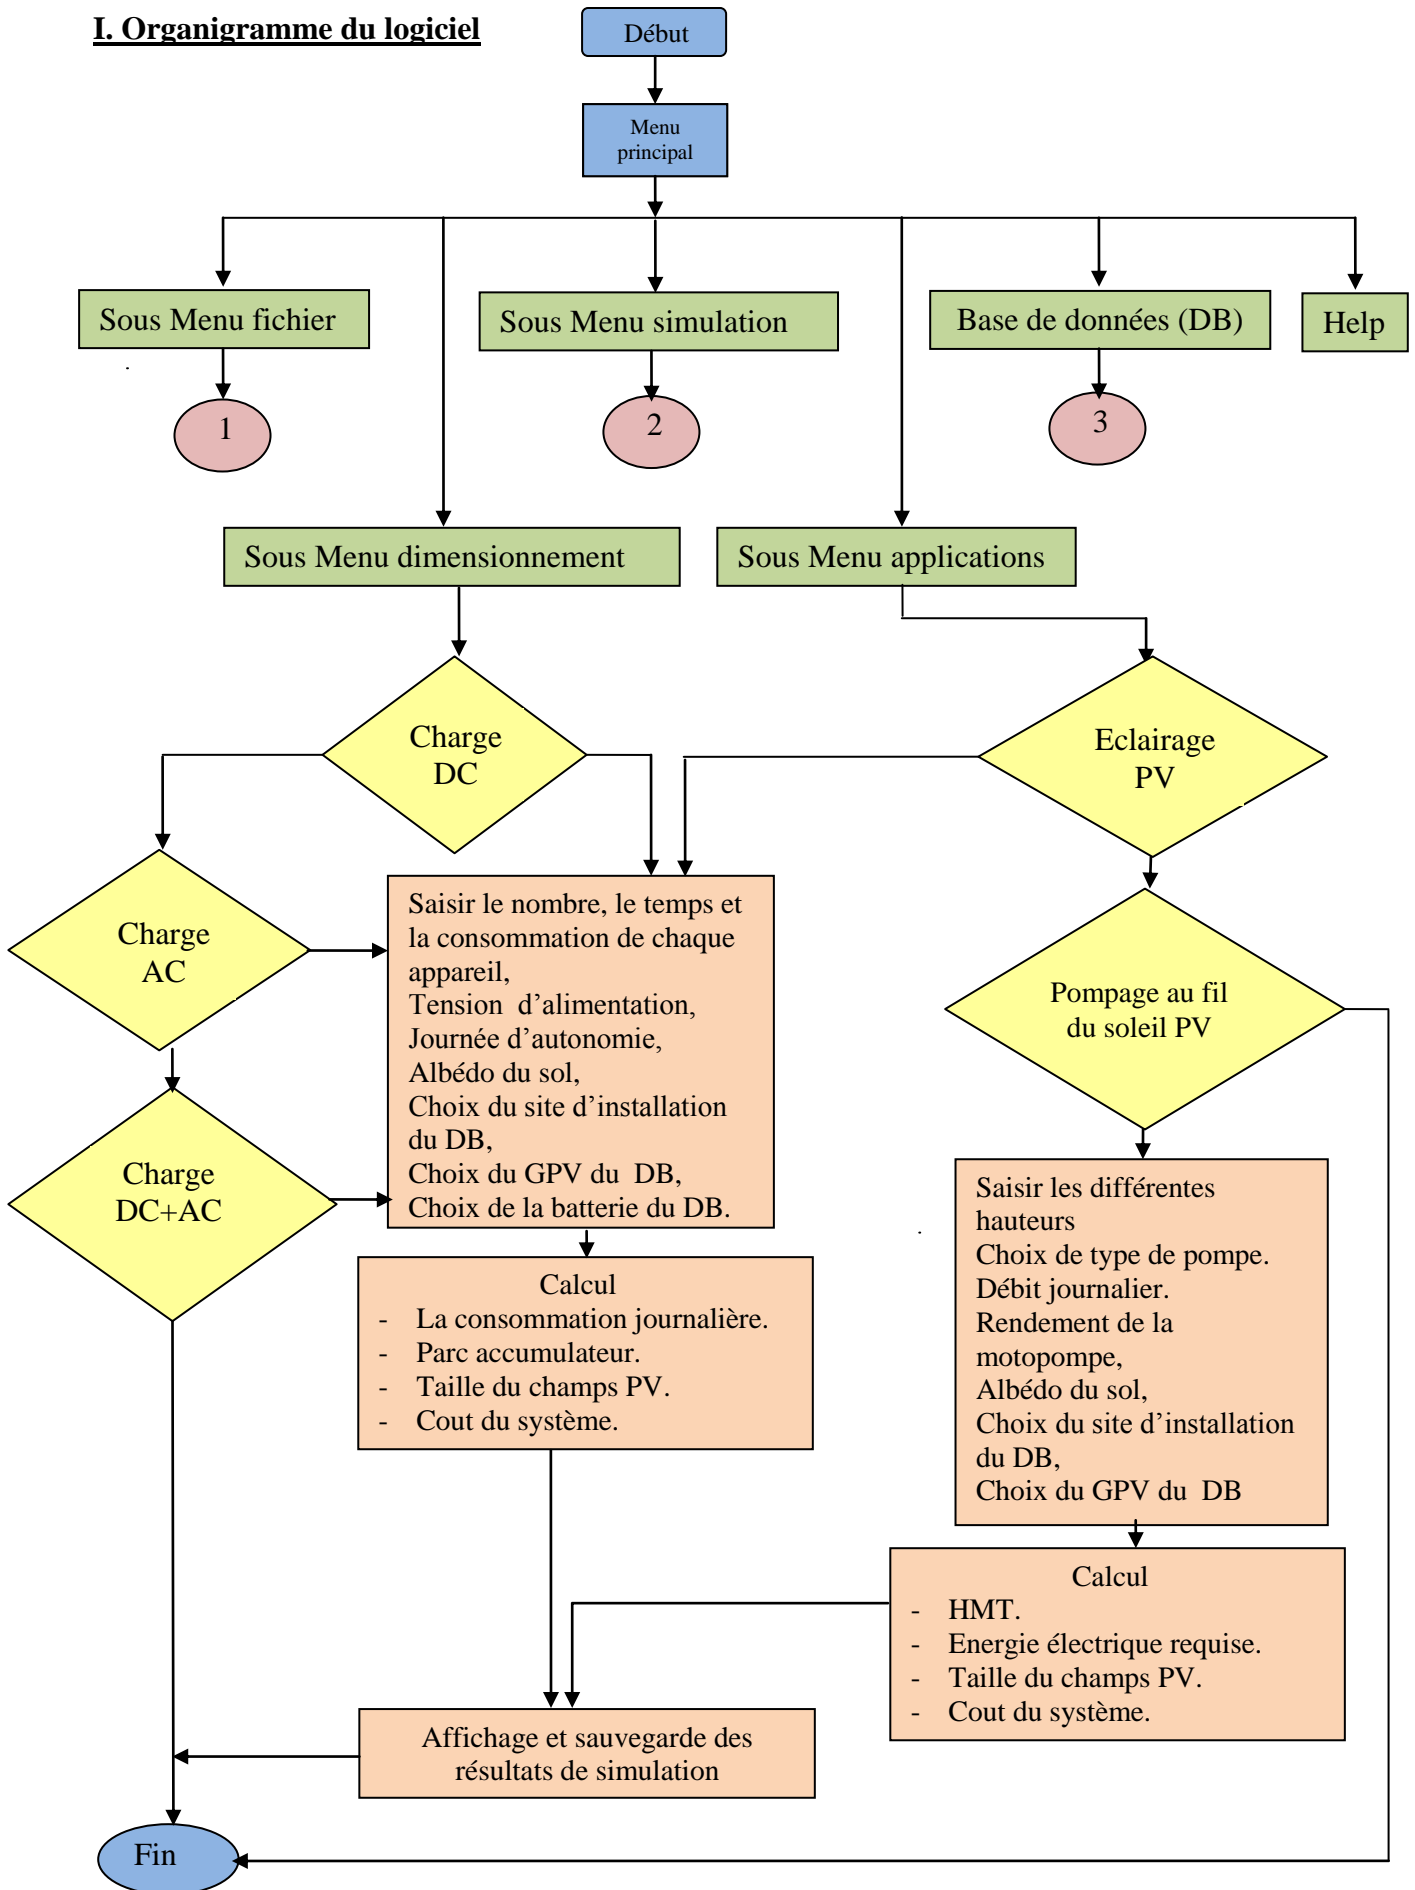 I. Organigramme du logiciel
Début
Menu
principal
Sous Menu fichier
Sous Menu simulation
Base de données (DB)
Help
1
2
3
Sous Menu dimensionnement
Sous Menu applications
Charge
DC
Eclairage
PV
Charge
AC
Saisir le nombre, le temps et
la consommation de chaque
appareil,
Tension d’alimentation,
Journée d’autonomie,
Albédo du sol,
Choix du site d’installation
du DB,
Choix du GPV du DB,
Choix de la batterie du DB.
Pompage au fil
du soleil PV
Charge
DC+AC
Saisir les différentes
hauteurs
Choix de type de pompe.
Débit journalier.
Rendement de la
motopompe,
Albédo du sol,
Choix du site d’installation
du DB,
Choix du GPV du DB
Calcul
- La consommation journalière.
- Parc accumulateur.
- Taille du champs PV.
- Cout du système.
Calcul
- HMT.
- Energie électrique requise.
- Taille du champs PV.
- Cout du système.
Affichage et sauvegarde des
résultats de simulation
Fin